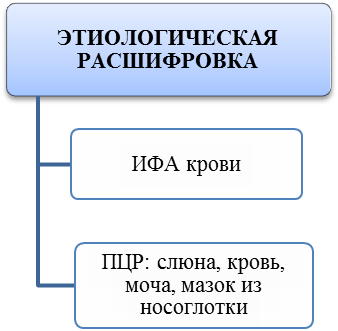 ЭТИОЛОГИЧЕСКАЯ
РАСШИФРОВКА
ИФА крови
ПЦР: слюна, кровь,
моча, мазок из
носоглотки